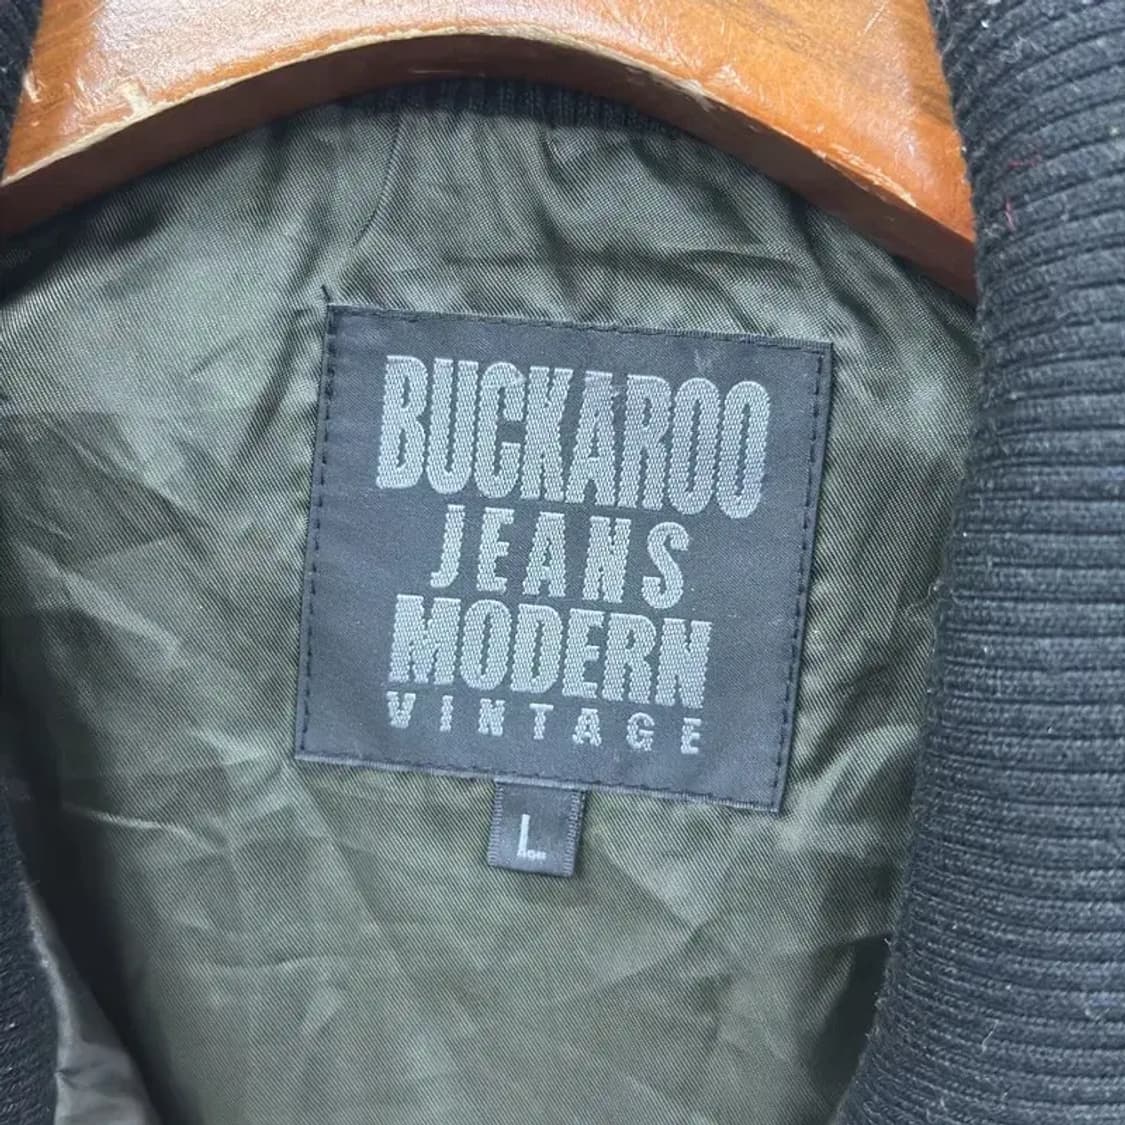 BUCKAROO
JEANS
MODERN
VINTAGE
L